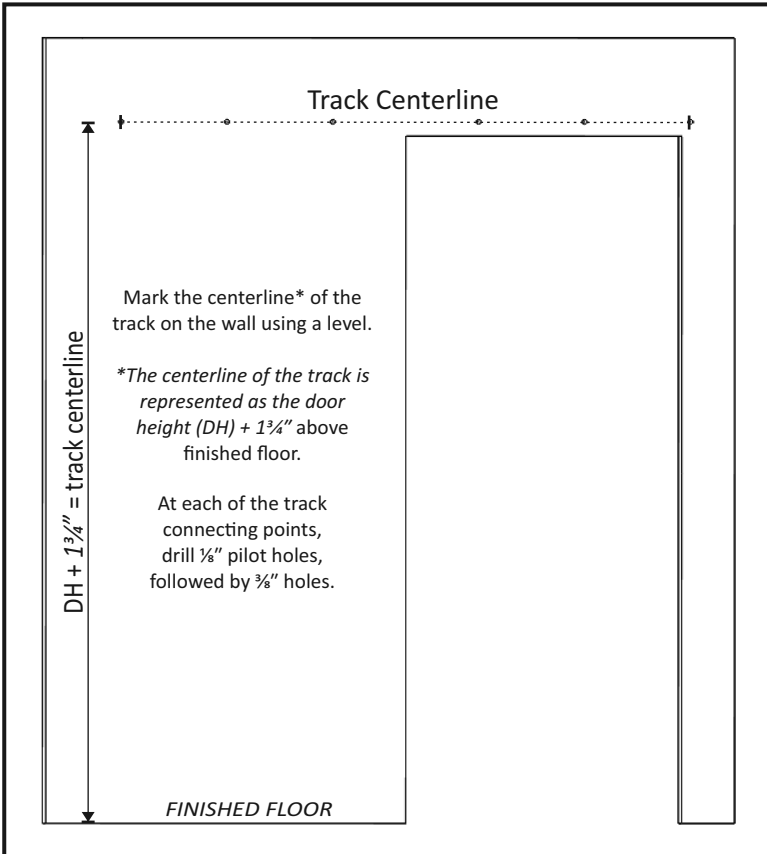 Track Centerline
Mark the centerline* of the
track on the wall using a level.
*The centerline of the track is
represented as the door
height (DH) + 1¾″ above
finished floor.
At each of the track
connecting points,
drill ⅛″ pilot holes,
followed by ⅜″ holes.
DH + 1¾″ = track centerline
FINISHED FLOOR